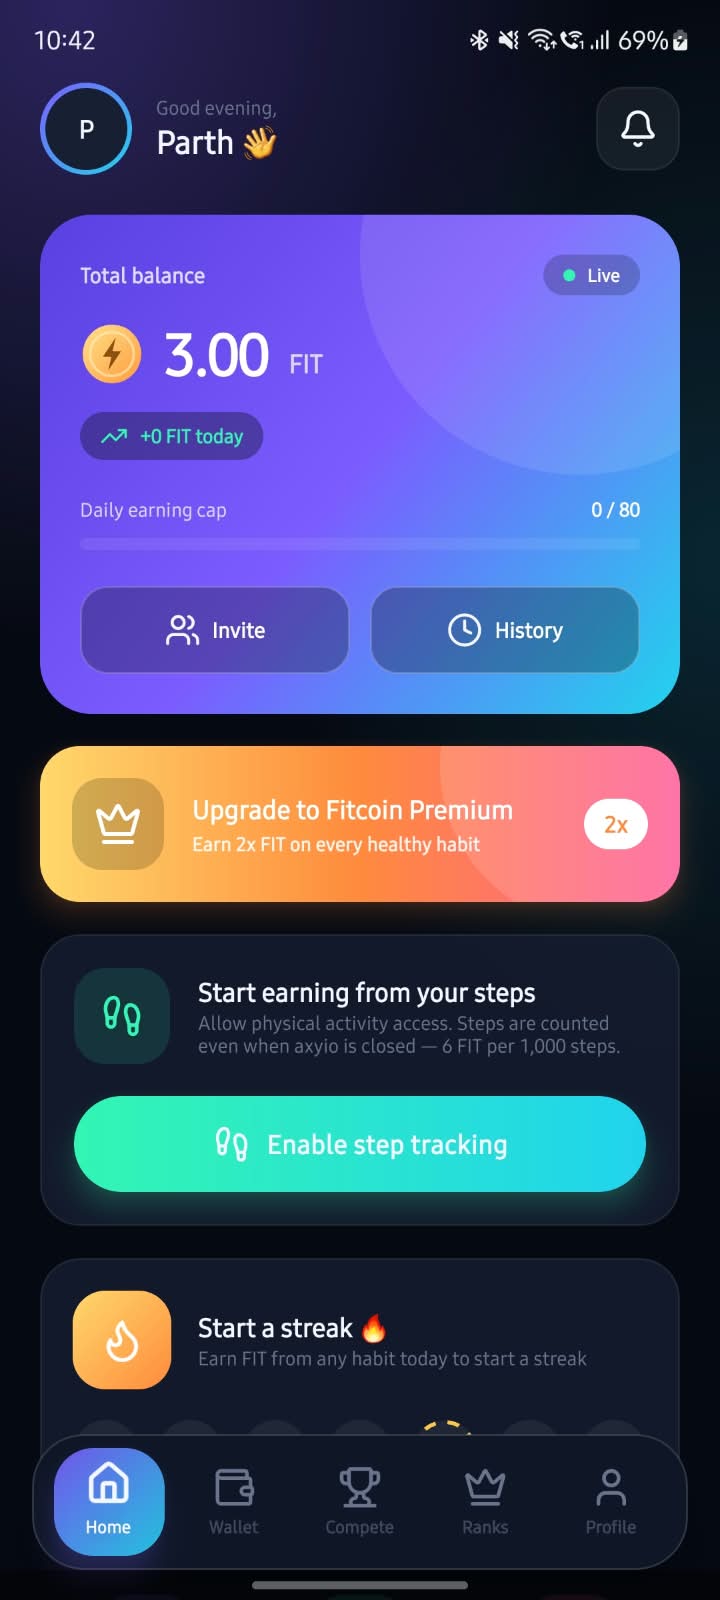 10:42
69%
P
Good evening,
Parth 👋
Total balance
Live
3.00 FIT
+0 FIT today
Daily earning cap
0 / 80
Invite
History
Upgrade to Fitcoin Premium
Earn 2x FIT on every healthy habit
2x
Start earning from your steps
Allow physical activity access. Steps are counted
even when axyio is closed — 6 FIT per 1,000 steps.
Enable step tracking
Start a streak 🔥
Earn FIT from any habit today to start a streak
Home
Wallet
Compete
Ranks
Profile